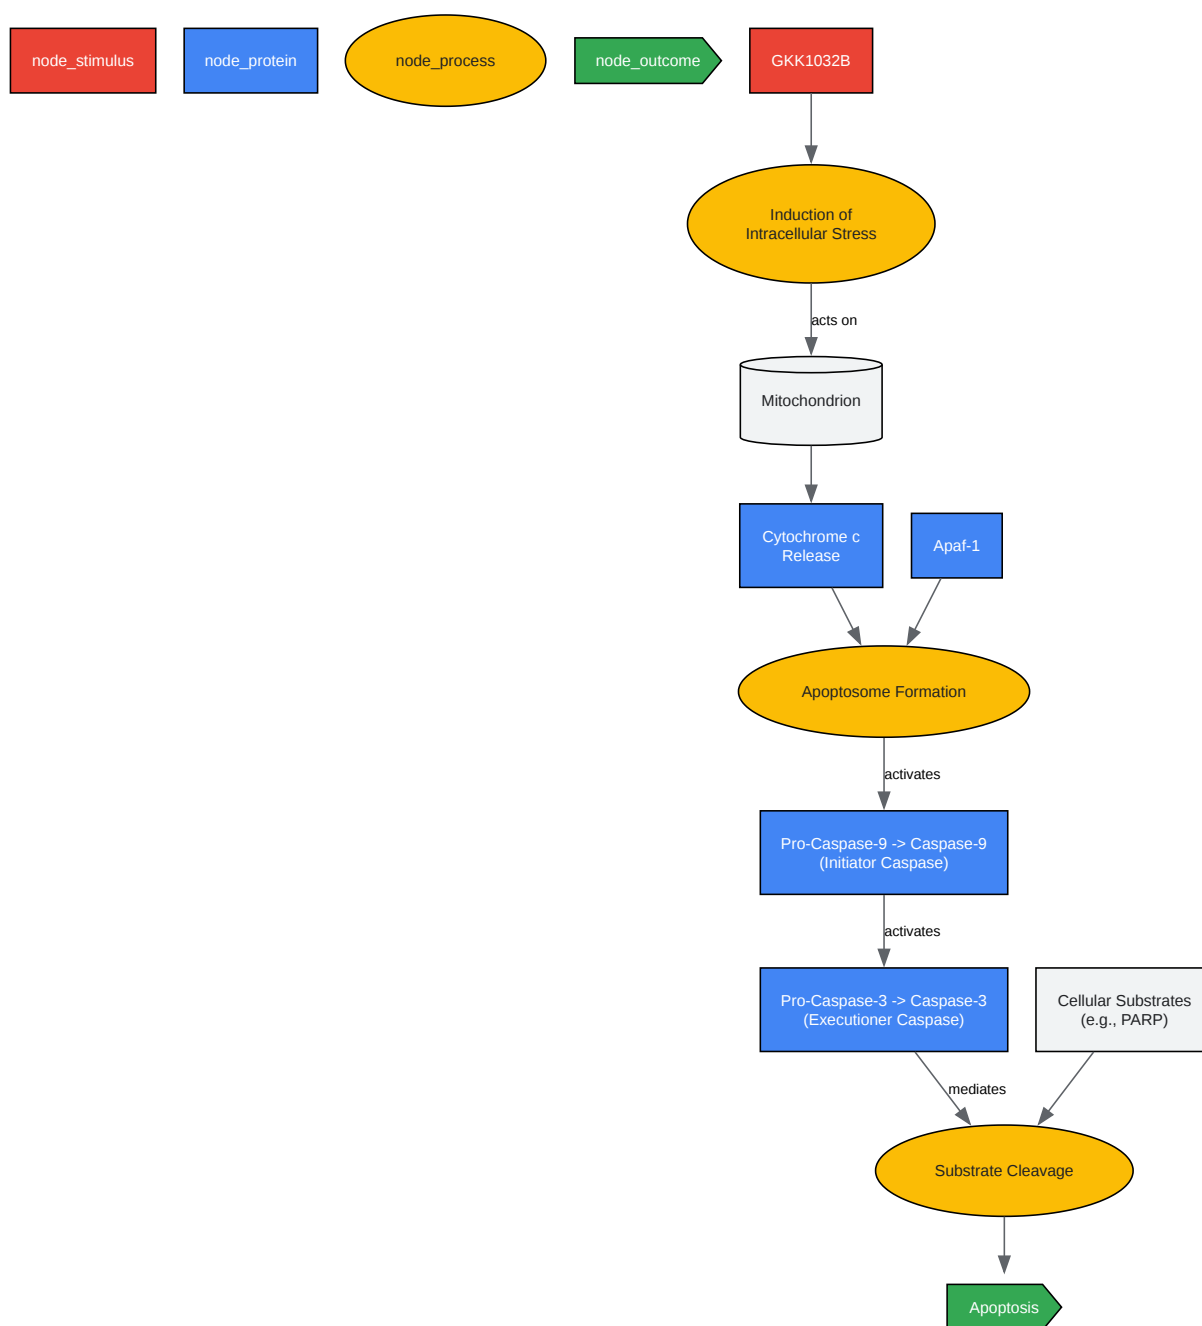 node_stimulus
node_protein
node_process
node_outcome
GKK1032B
Induction of
Intracellular Stress
acts on
Mitochondrion
Cytochrome c
Release
Apaf-1
Apoptosome Formation
activates
Pro-Caspase-9 -> Caspase-9
(Initiator Caspase)
activates
Pro-Caspase-3 -> Caspase-3
(Executioner Caspase)
Cellular Substrates
(e.g., PARP)
mediates
Substrate Cleavage
Apoptosis